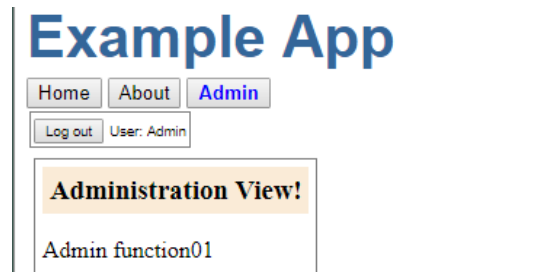 Example App
Home About Admin
Log out User: Admin
Administration View!
Admin function01